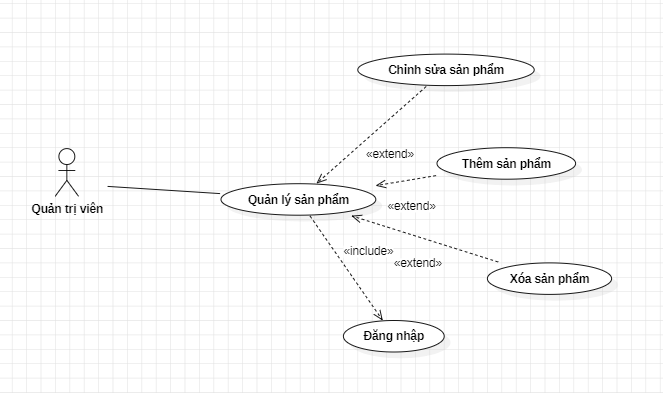 Chỉnh sửa sản phẩm
«extend»
Thêm sản phẩm
Quản trị viên
Quản lý sản phẩm
«extend»
«include»
«extend»
Xóa sản phẩm
Đăng nhập